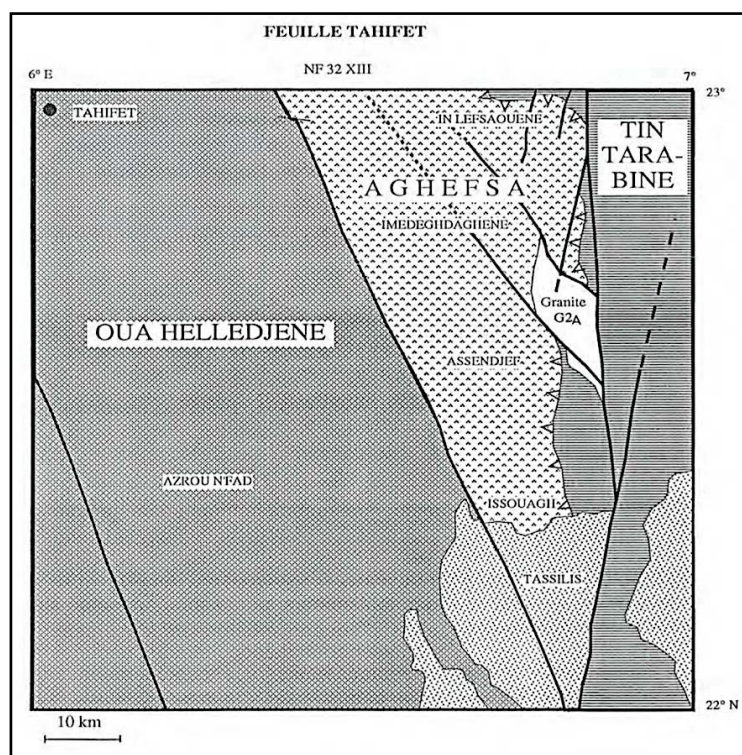 FEUILLE TAHIFET
NF 32 XIII
6° E
7°
23°
TAHIFET
IN LEFSAOUENE
TIN
TARA-
BINE
AGHEFSA
IMEDEGHDAGHENE
Granite
G2A
OUA HELLEDJENE
ASSENDJEF
AZROU N'FAD
ISSOUAGH
TASSILIS
22° N
10 km